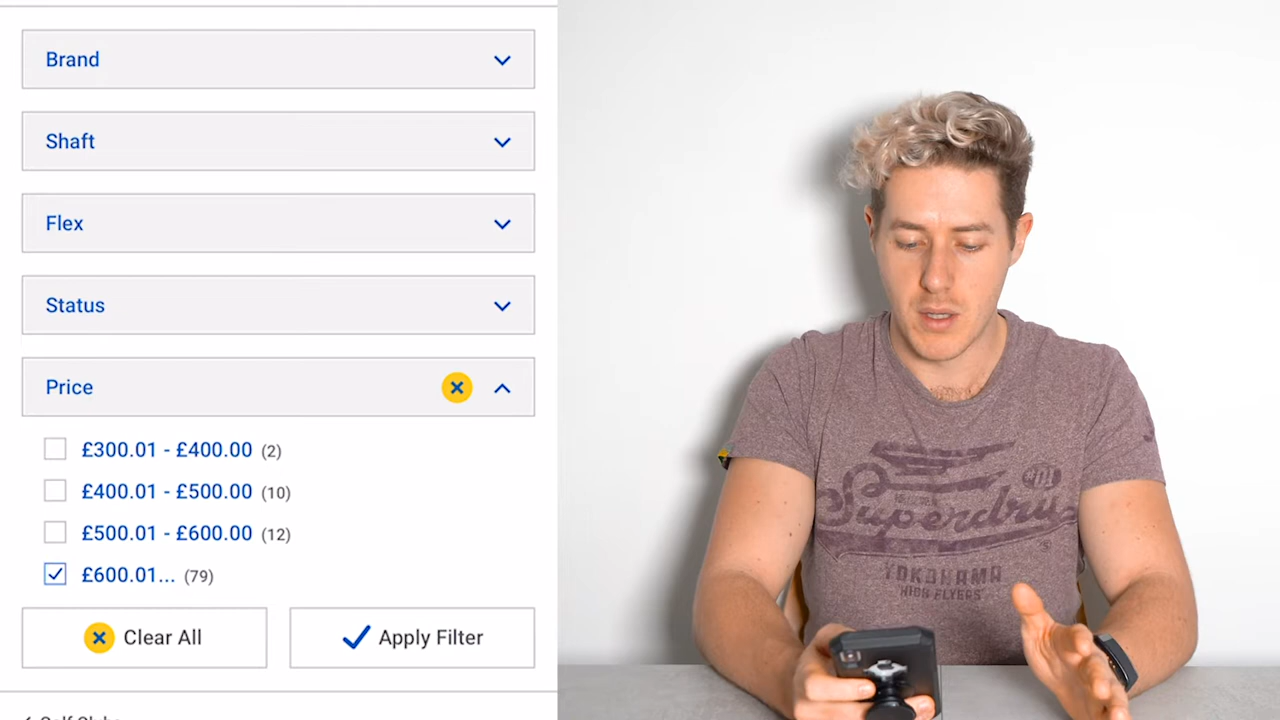 Brand
Shaft
Flex
Status
Price
£300.01 - £400.00 (2)
£400.01 - £500.00 (10)
£500.01 - £600.00 (12)
£600.01... (79)
Clear All
Apply Filter
Superdry
YOKOHAMA
HIGH FLYERS